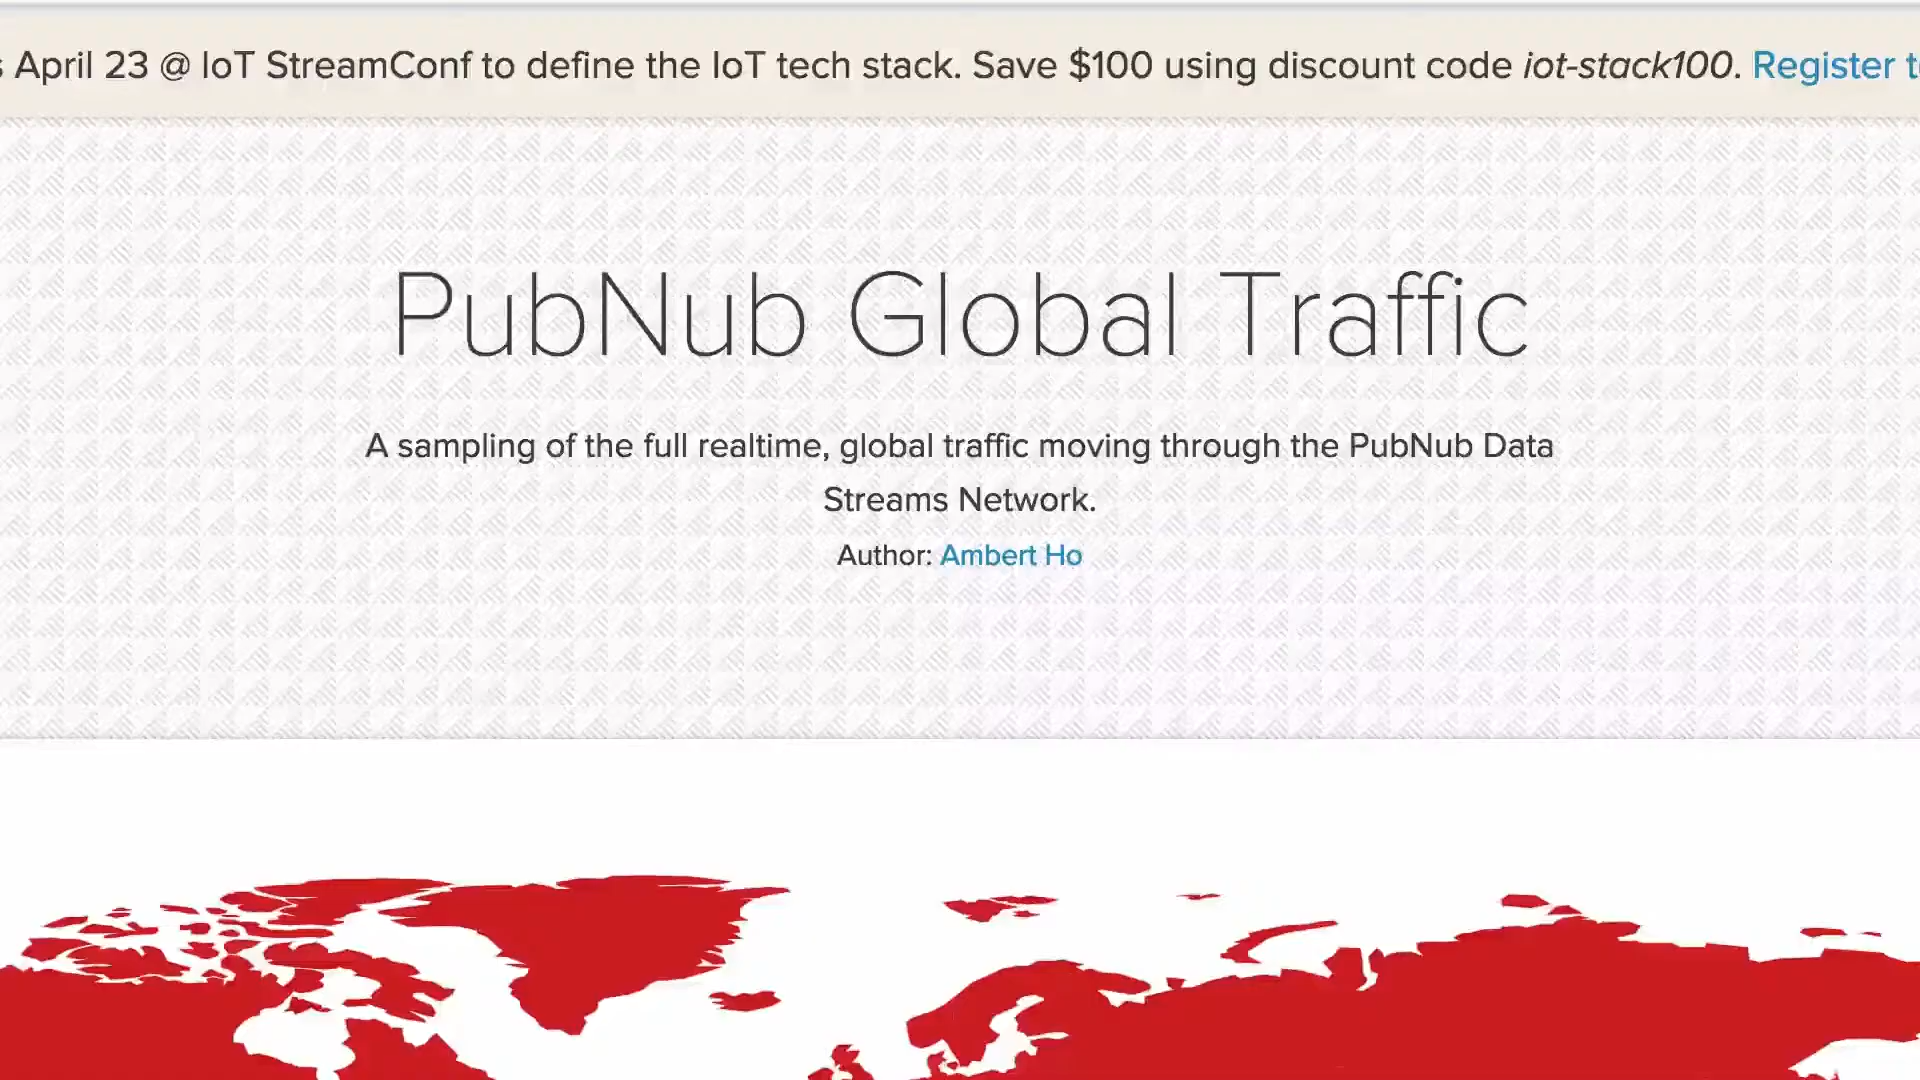 April 23 @ IoT StreamConf to define the IoT tech stack. Save $100 using discount code iot-stack100. Register
PubNub Global Traffic
A sampling of the full realtime, global traffic moving through the PubNub Data
Streams Network.
Author: Ambert Ho